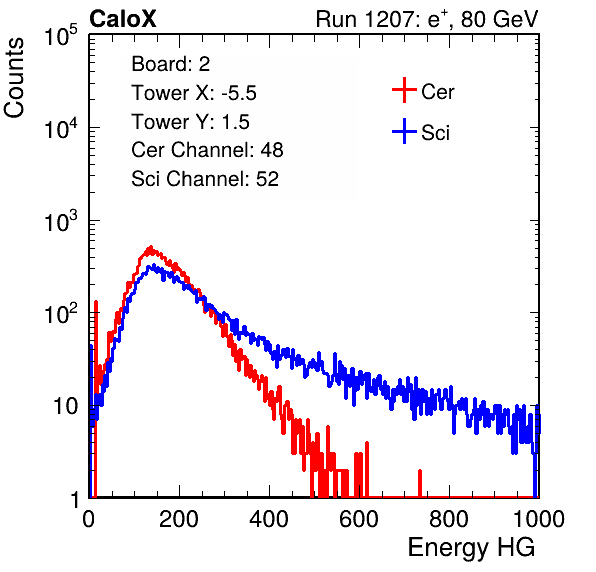 CaloX Run 1207: e⁺, 80 GeV
Counts
Board: 2
Tower X: -5.5
Tower Y: 1.5
Cer Channel: 48
Sci Channel: 52
Cer
Sci
10⁵
10⁴
10³
10²
10
1
0 200 400 600 800 1000
Energy HG